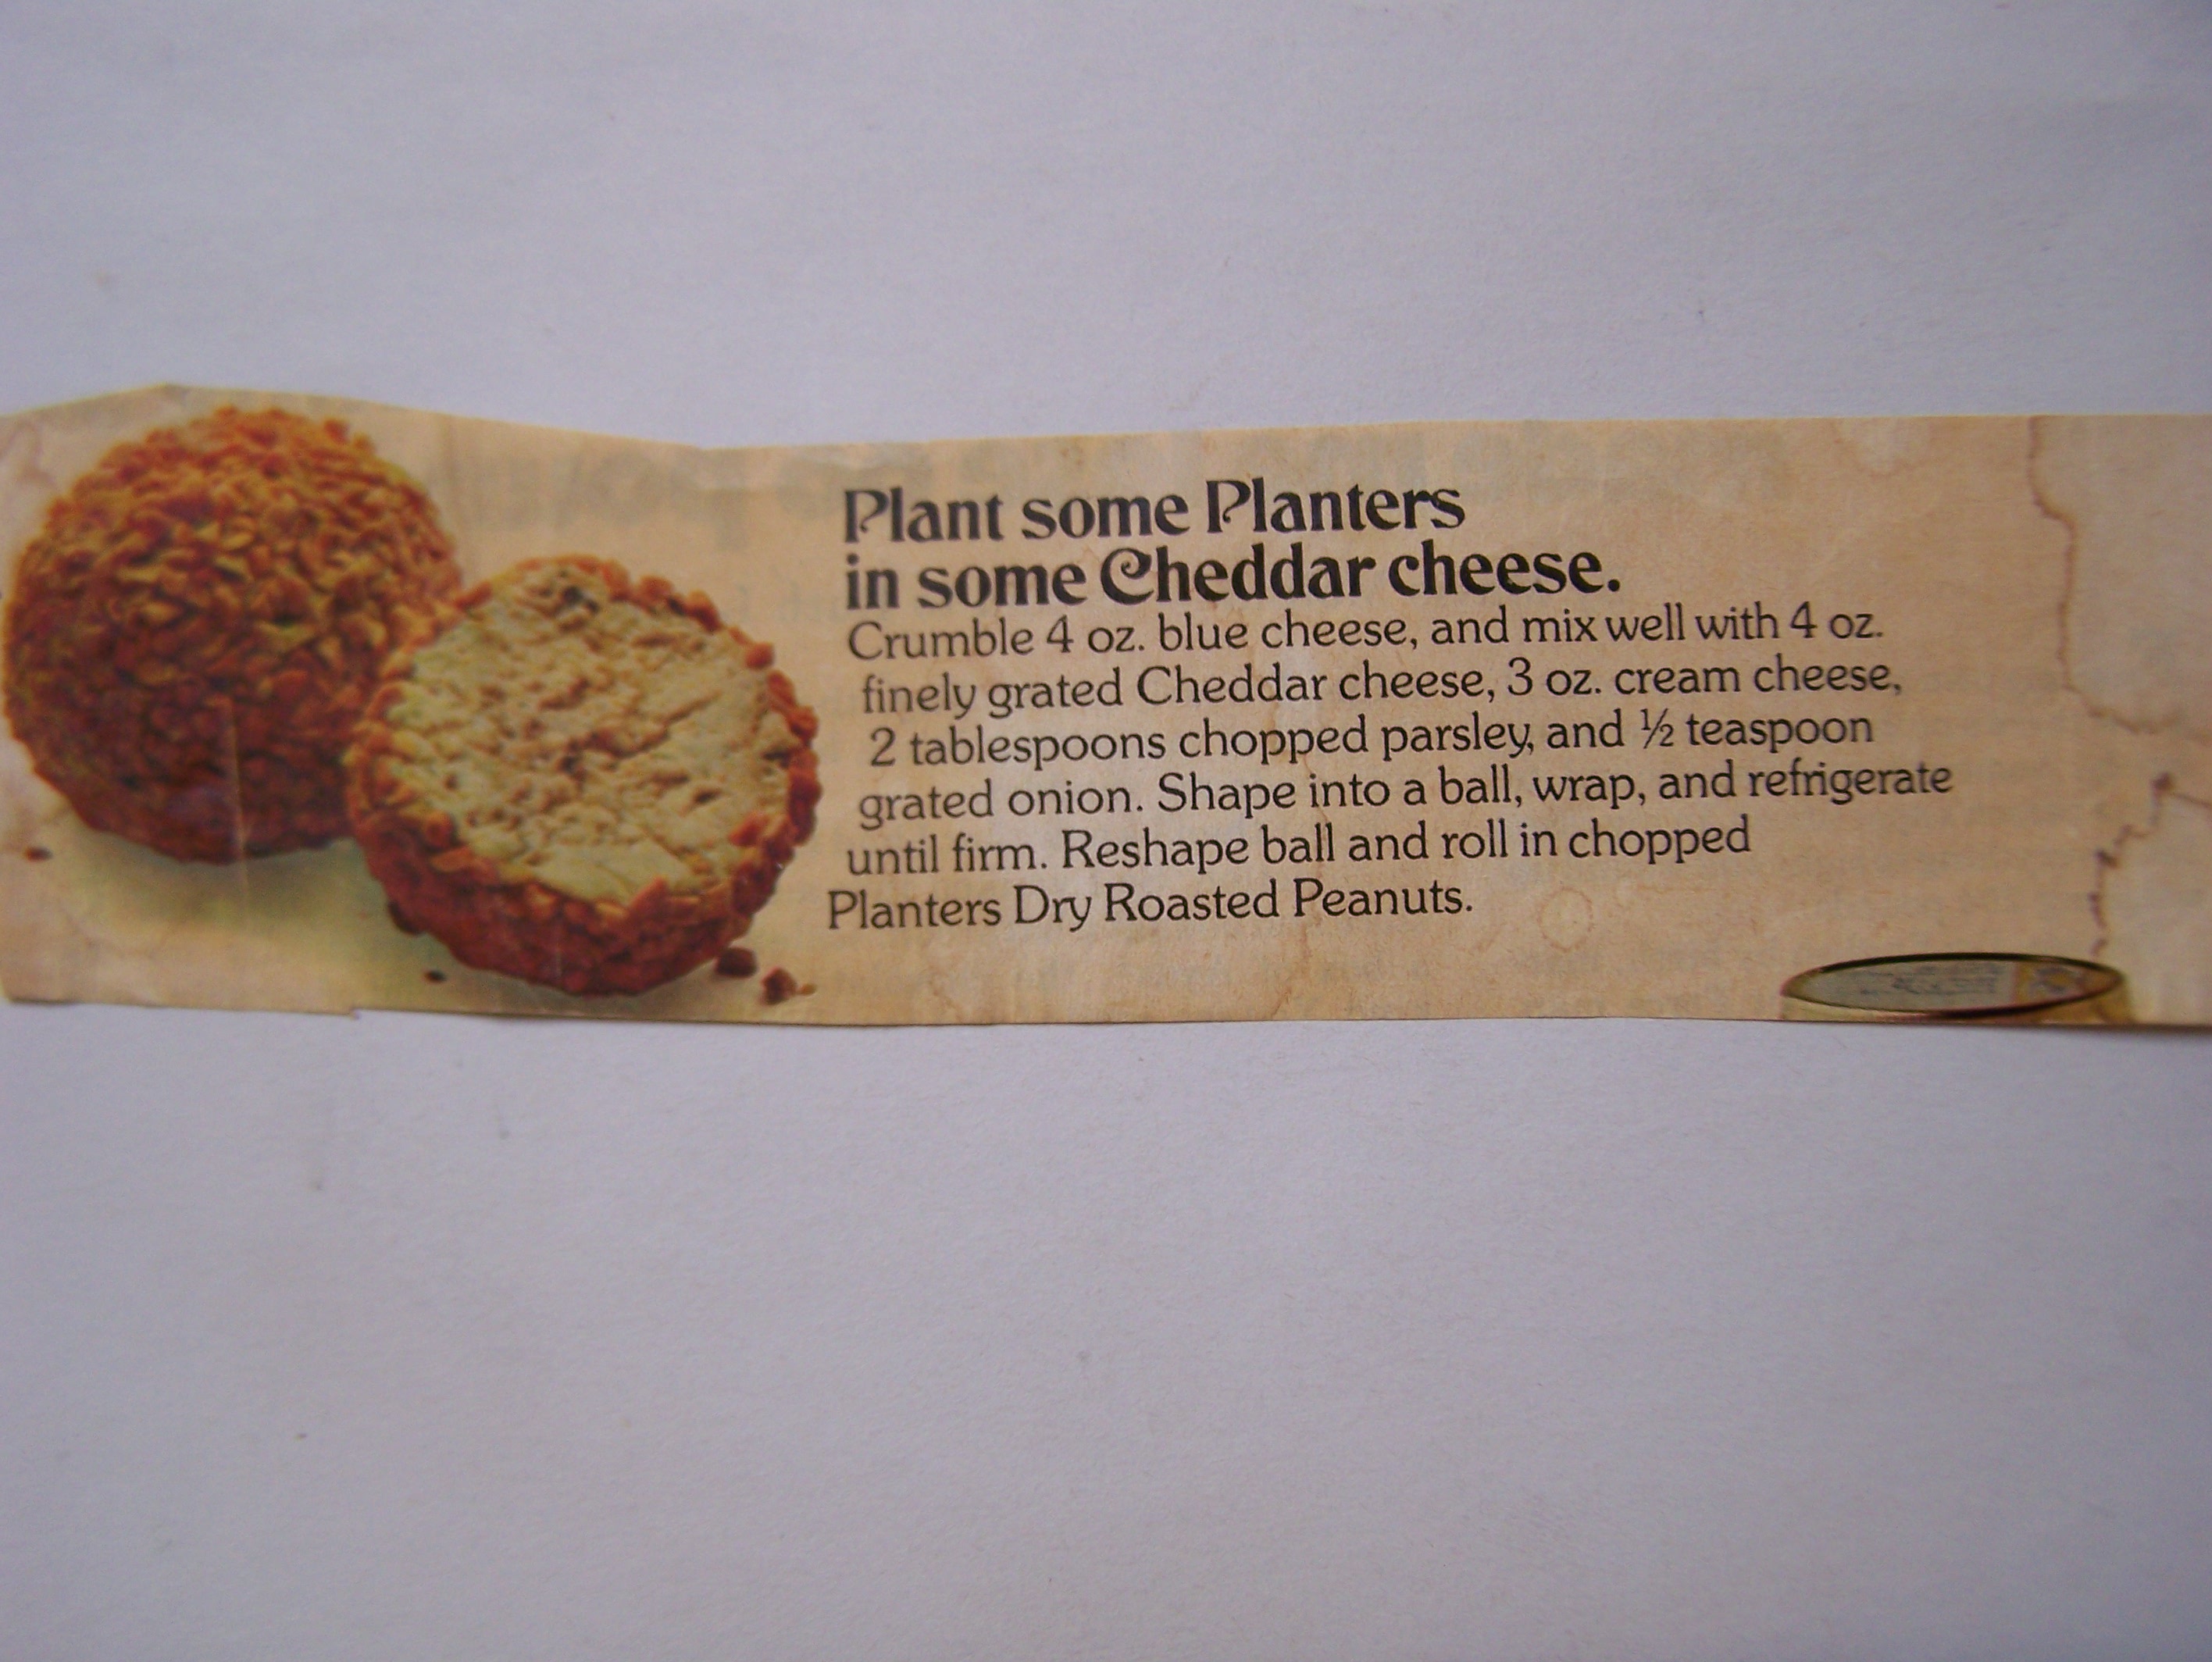 Plant some Planters
in some Cheddar cheese.
Crumble 4 oz. blue cheese, and mix well with 4 oz.
finely grated Cheddar cheese, 3 oz. cream cheese,
2 tablespoons chopped parsley, and ½ teaspoon
grated onion. Shape into a ball, wrap, and refrigerate
until firm. Reshape ball and roll in chopped
Planters Dry Roasted Peanuts.